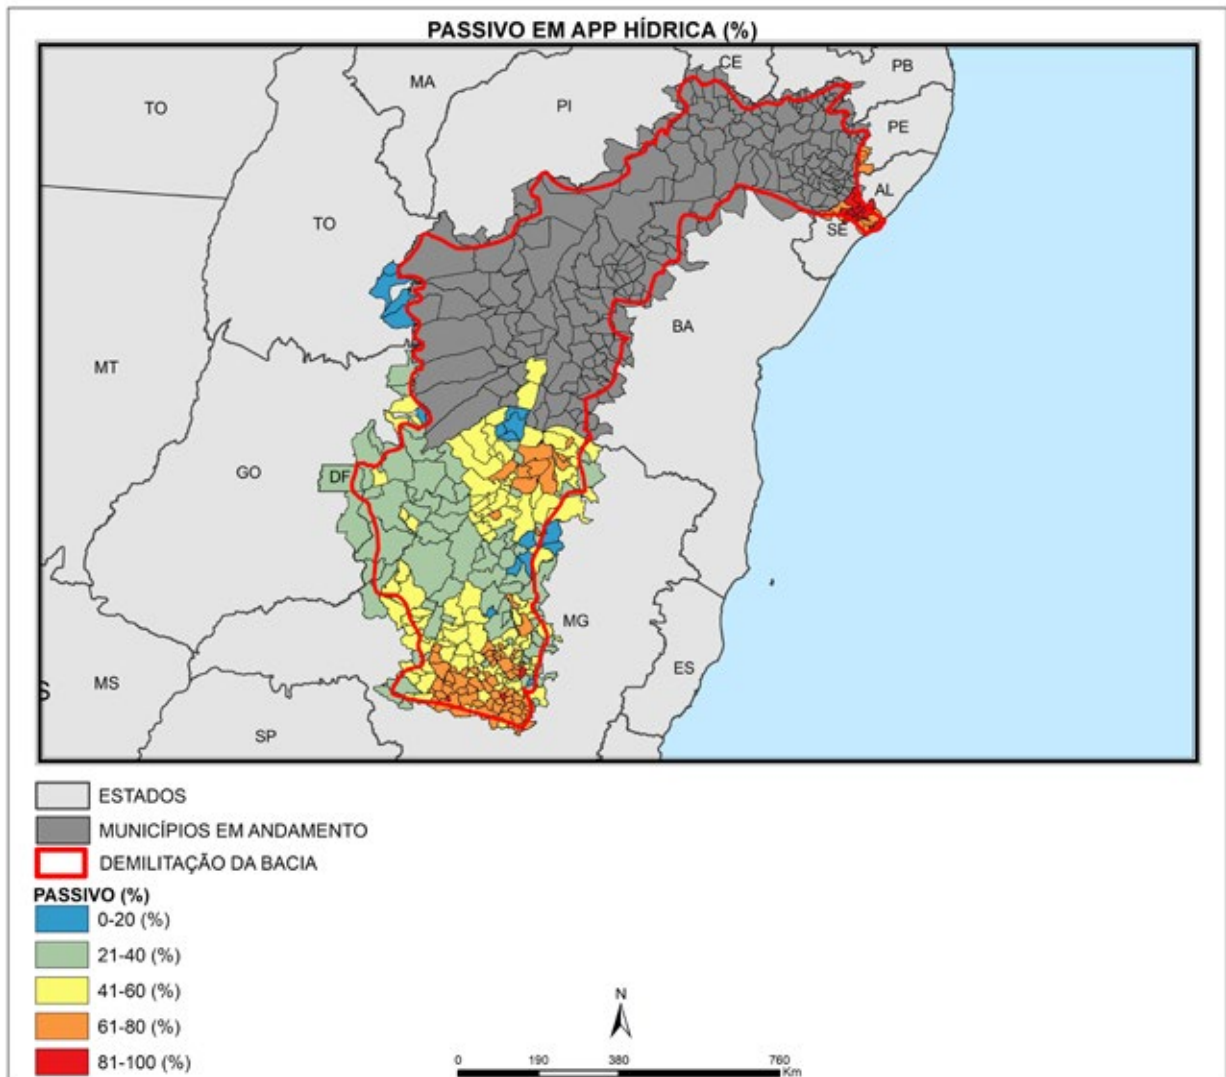 PASSIVO EM APP HÍDRICA (%)
CE
PB
MA
TO
PI
PE
AL
TO
SE
BA
MT
GO
DF
MG
ES
MS
S
SP
ESTADOS
MUNICÍPIOS EM ANDAMENTO
DEMILITAÇÃO DA BACIA
PASSIVO (%)
0-20 (%)
21-40 (%)
41-60 (%)
61-80 (%)
81-100 (%)
N
0 190 380 760
Km